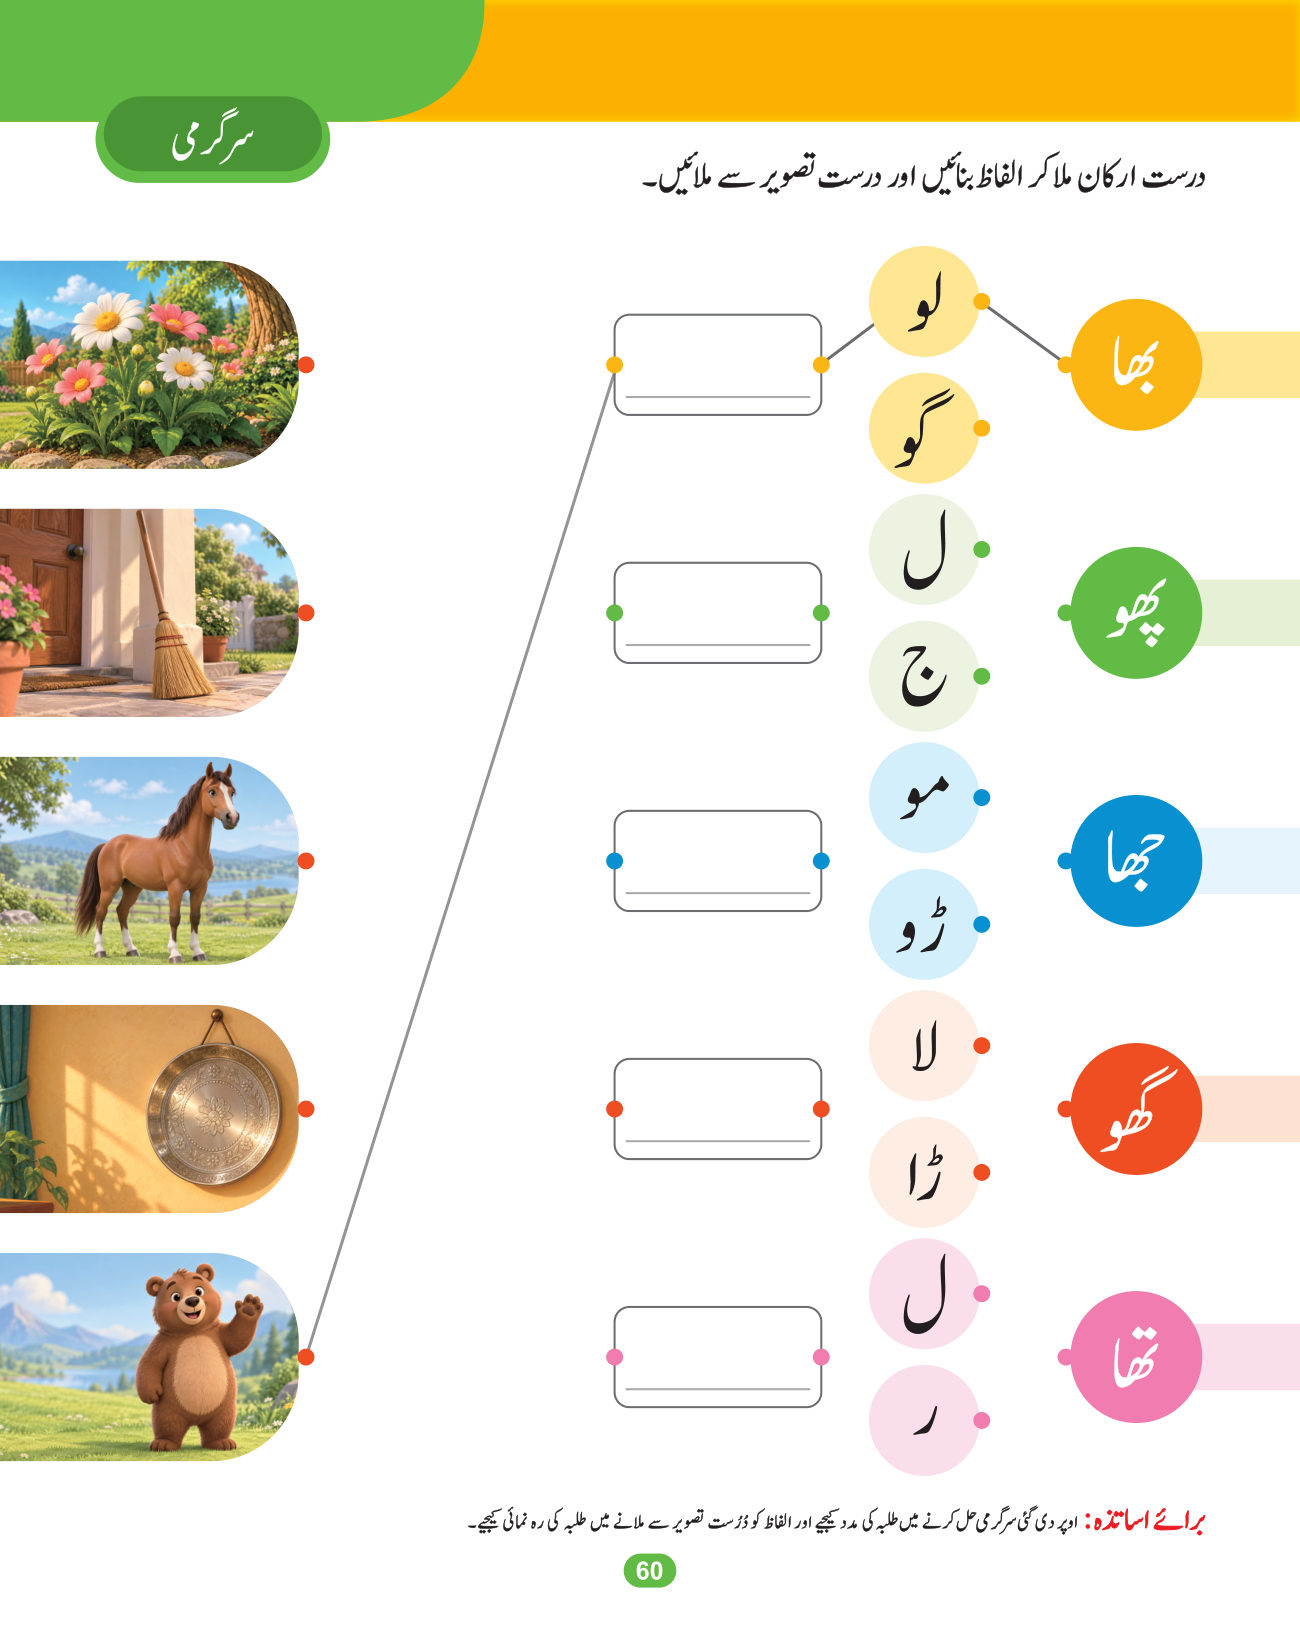 سرگرمی
درست ارکان ملا کر الفاظ بنائیں اور درست تصویر سے ملائیں۔
بھا
لو
گو
پھو
ل
ج
جھا
مو
ڑو
گھو
لا
ڑا
تھا
ل
ر
برائے اساتذہ: اوپر دی گئی سرگرمی حل کرنے میں طلبہ کی مدد کیجیے اور الفاظ کو دُرُست تصویر سے ملانے میں طلبہ کی رہ نمائی کیجیے۔
60